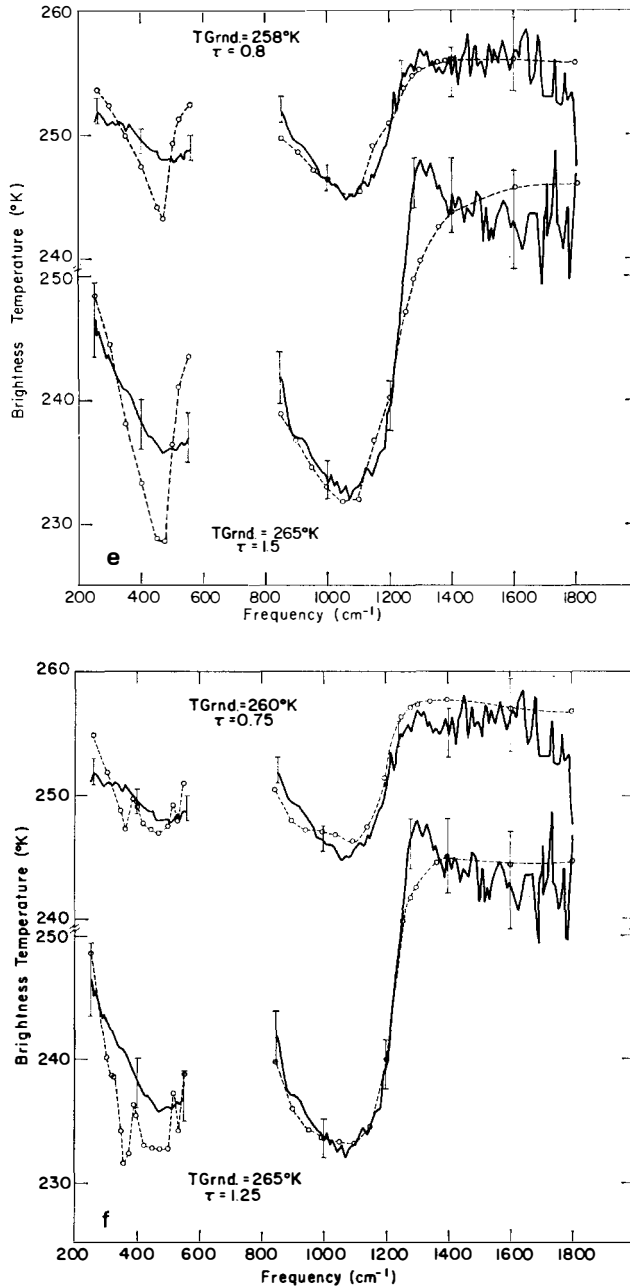 260
TGrnd.=258°K
τ = 0.8
250
240
250
Brightness Temperature (°K)
240
230
TGrnd. = 265°K
τ = 1.5
e
200 400 600 800 1000 1200 1400 1600 1800
Frequency (cm⁻¹)
260
TGrnd.=260°K
τ = 0.75
250
240
250
Brightness Temperature (°K)
240
230
TGrnd.= 265°K
τ = 1.25
f
200 400 600 800 1000 1200 1400 1600 1800
Frequency (cm⁻¹)